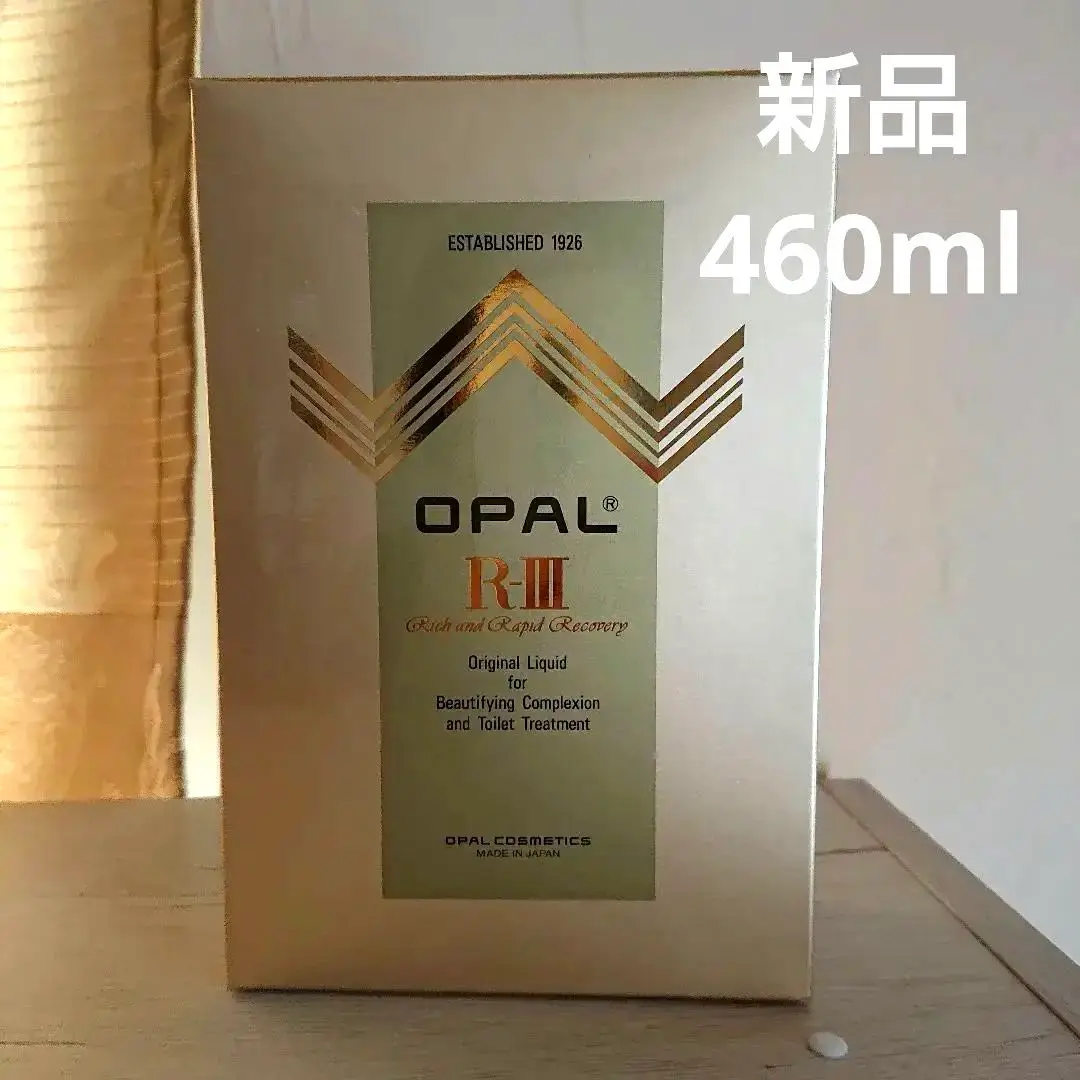 新品
460ml
ESTABLISHED 1926
OPAL®
R-III
Rich and Rapid Recovery
Original Liquid
for
Beautifying Complexion
and Toilet Treatment
OPAL COSMETICS
MADE IN JAPAN